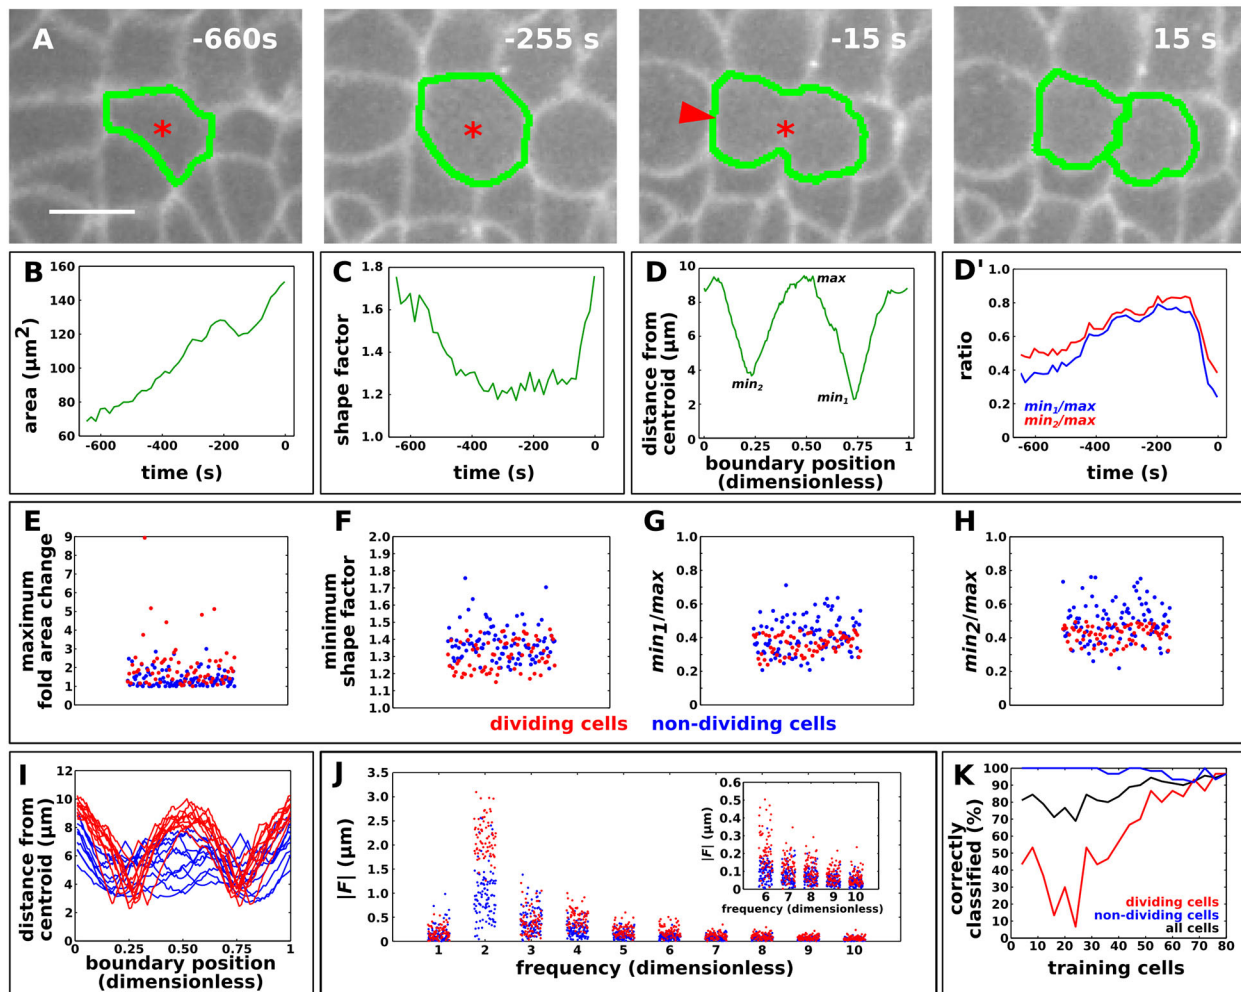 A
-660s
-255 s
-15 s
15 s
*
*
*
B
area (µm²)
160
140
120
100
80
60
-600
-400
-200
0
time (s)
C
shape factor
1.8
1.6
1.4
1.2
1.0
-600
-400
-200
0
time (s)
D
distance from
centroid (µm)
10
8
6
4
2
0
max
min₂
min₁
0
0.25
0.50
0.75
1
boundary position
(dimensionless)
D'
ratio
1.0
0.8
0.6
0.4
0.2
0
min₁/max
min₂/max
-600
-400
-200
0
time (s)
E
maximum
fold area change
9
8
7
6
5
4
3
2
1
0
F
minimum
shape factor
2.0
1.9
1.8
1.7
1.6
1.5
1.4
1.3
1.2
1.1
1.0
G
min₁/max
1.0
0.8
0.6
0.4
0.2
0
H
min₂/max
1.0
0.8
0.6
0.4
0.2
0
dividing cells
non-dividing cells
I
distance from
centroid (µm)
12
10
8
6
4
2
0
0
0.25
0.50
0.75
1
boundary position
(dimensionless)
J
|F| (µm)
3.5
3.0
2.5
2.0
1.5
1.0
0.5
0
1
2
3
4
5
6
7
8
9
10
frequency (dimensionless)
|F| (µm)
0.6
0.5
0.4
0.3
0.2
0.1
0
6
7
8
9
10
frequency (dimensionless)
K
correctly
classified (%)
100
90
80
70
60
50
40
30
20
10
0
dividing cells
non-dividing cells
all cells
0
20
40
60
80
training cells